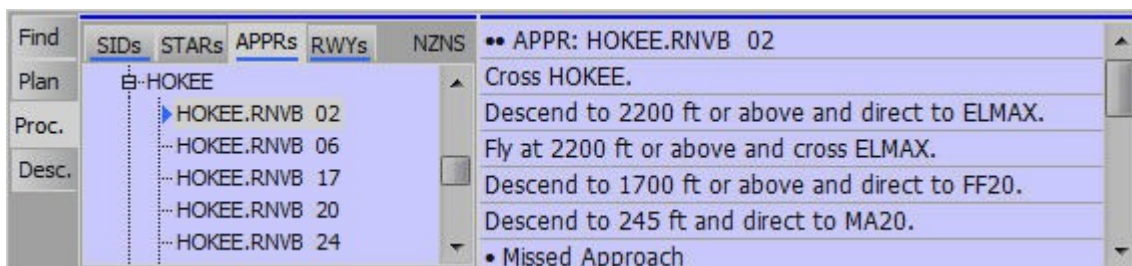 Find
Plan
Proc.
Desc.
SIDs STARs APPRs RWYs NZNS
HOKEE
HOKEE.RNVB 02
HOKEE.RNVB 06
HOKEE.RNVB 17
HOKEE.RNVB 20
HOKEE.RNVB 24
•• APPR: HOKEE.RNVB 02
Cross HOKEE.
Descend to 2200 ft or above and direct to ELMAX.
Fly at 2200 ft or above and cross ELMAX.
Descend to 1700 ft or above and direct to FF20.
Descend to 245 ft and direct to MA20.
• Missed Approach